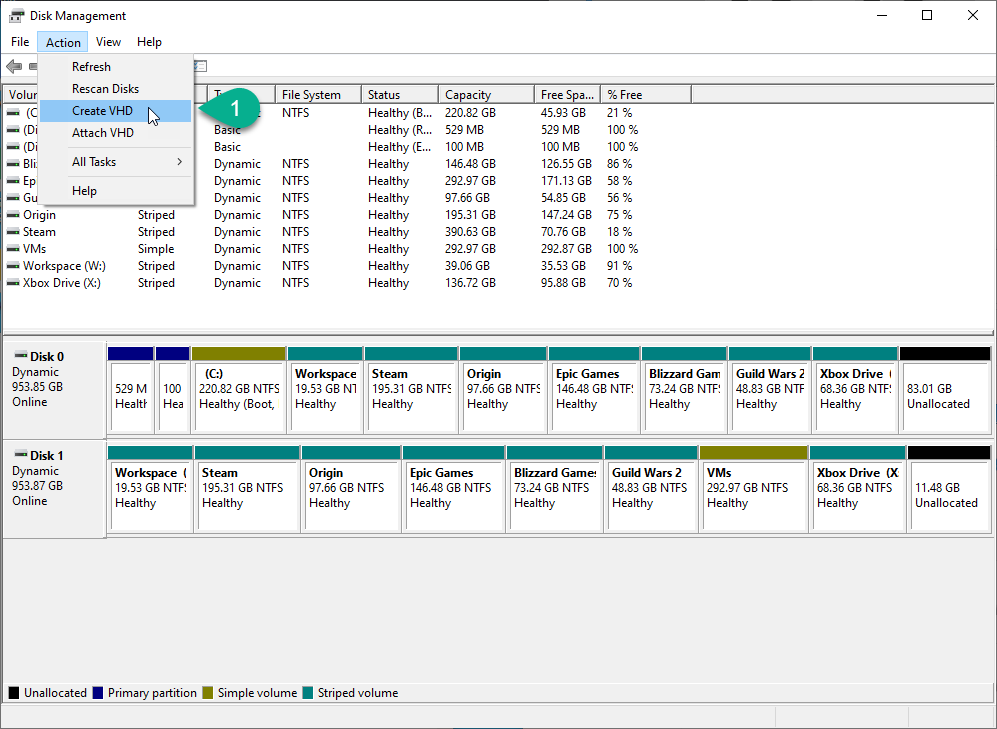 Disk Management
File Action View Help
Refresh
Rescan Disks
Create VHD
Attach VHD
All Tasks
Help
1
File System Status Capacity Free Spa... % Free
(C NTFS Healthy (B... 220.82 GB 45.93 GB 21 %
(Di Basic Healthy (R... 529 MB 529 MB 100 %
(Di Basic Healthy (E... 100 MB 100 MB 100 %
Bli Dynamic NTFS Healthy 146.48 GB 126.55 GB 86 %
Epi Dynamic NTFS Healthy 292.97 GB 171.13 GB 58 %
Gu Dynamic NTFS Healthy 97.66 GB 54.85 GB 56 %
Origin Striped Dynamic NTFS Healthy 195.31 GB 147.24 GB 75 %
Steam Striped Dynamic NTFS Healthy 390.63 GB 70.76 GB 18 %
VMs Simple Dynamic NTFS Healthy 292.97 GB 292.87 GB 100 %
Workspace (W:) Striped Dynamic NTFS Healthy 39.06 GB 35.53 GB 91 %
Xbox Drive (X:) Striped Dynamic NTFS Healthy 136.72 GB 95.88 GB 70 %
Disk 0
Dynamic
953.85 GB
Online
529 M
Health
100
Hea
(C:)
220.82 GB NTFS
Healthy (Boot,
Workspace
19.53 GB NT
Healthy
Steam
195.31 GB NTFS
Healthy
Origin
97.66 GB NTFS
Healthy
Epic Games
146.48 GB NTFS
Healthy
Blizzard Gam
73.24 GB NTFS
Healthy
Guild Wars 2
48.83 GB NTFS
Healthy
Xbox Drive (
68.36 GB NTFS
Healthy
83.01 GB
Unallocated
Disk 1
Dynamic
953.87 GB
Online
Workspace (
19.53 GB NTFS
Healthy
Steam
195.31 GB NTFS
Healthy
Origin
97.66 GB NTFS
Healthy
Epic Games
146.48 GB NTFS
Healthy
Blizzard Games
73.24 GB NTFS
Healthy
Guild Wars 2
48.83 GB NTFS
Healthy
VMs
292.97 GB NTFS
Healthy
Xbox Drive (X
68.36 GB NTFS
Healthy
11.48 GB
Unallocated
Unallocated Primary partition Simple volume Striped volume